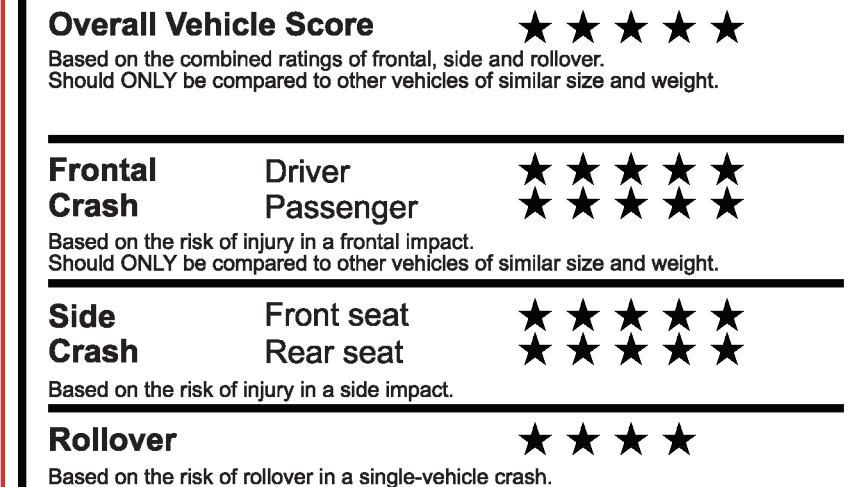 Overall Vehicle Score ★ ★ ★ ★ ★
Based on the combined ratings of frontal, side and rollover.
Should ONLY be compared to other vehicles of similar size and weight.
Frontal Driver ★ ★ ★ ★ ★
Crash Passenger ★ ★ ★ ★ ★
Based on the risk of injury in a frontal impact.
Should ONLY be compared to other vehicles of similar size and weight.
Side Front seat ★ ★ ★ ★ ★
Crash Rear seat ★ ★ ★ ★ ★
Based on the risk of injury in a side impact.
Rollover ★ ★ ★ ★
Based on the risk of rollover in a single-vehicle crash.